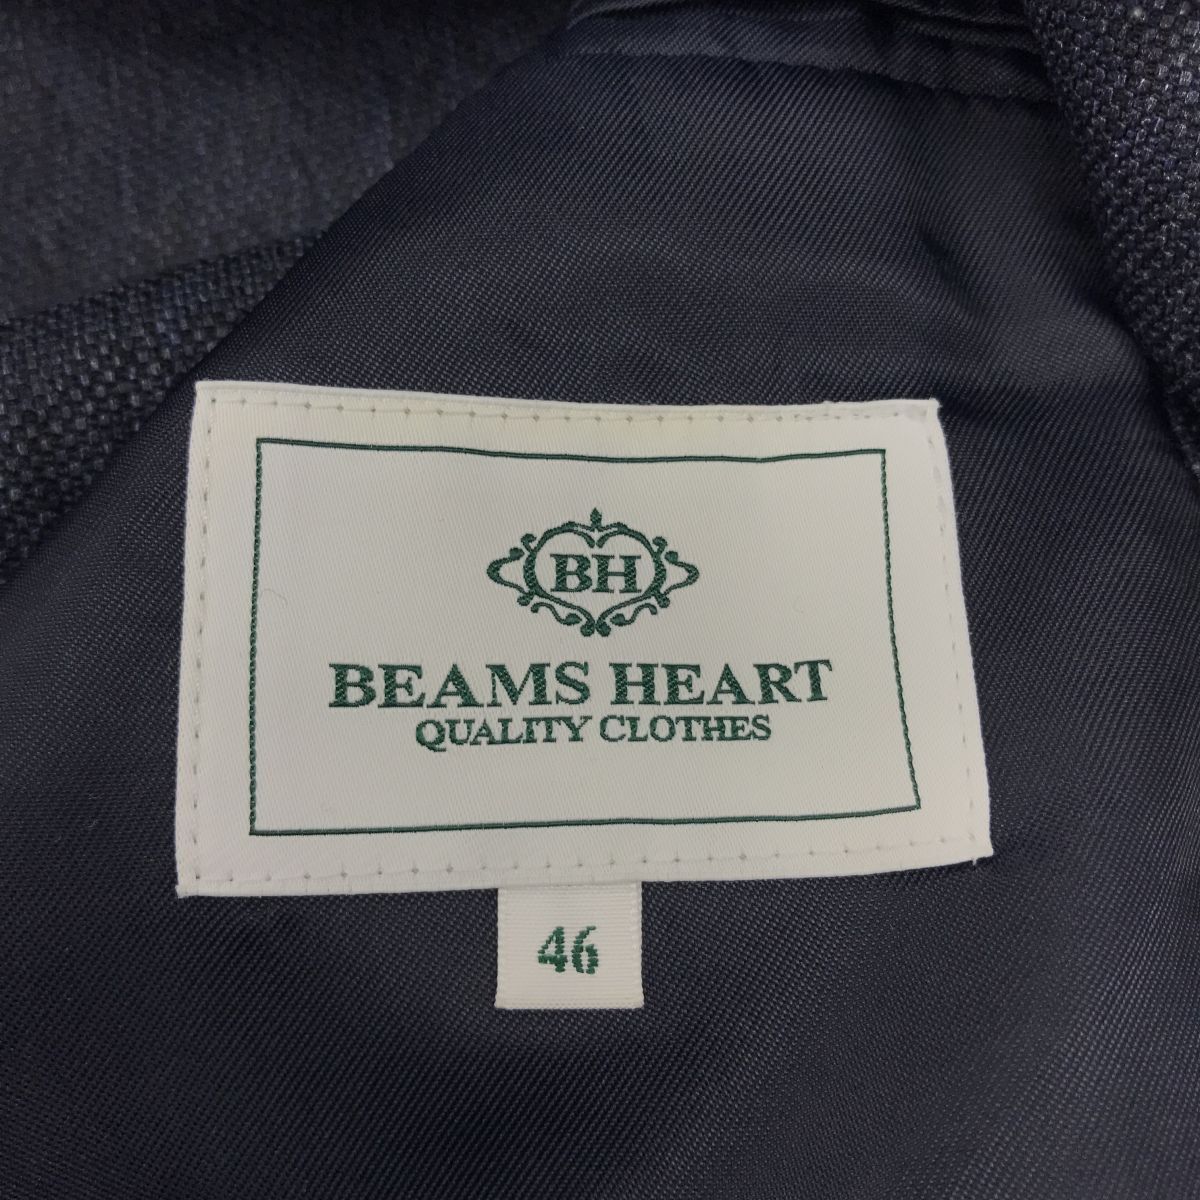 BH
BEAMS HEART
QUALITY CLOTHES
46